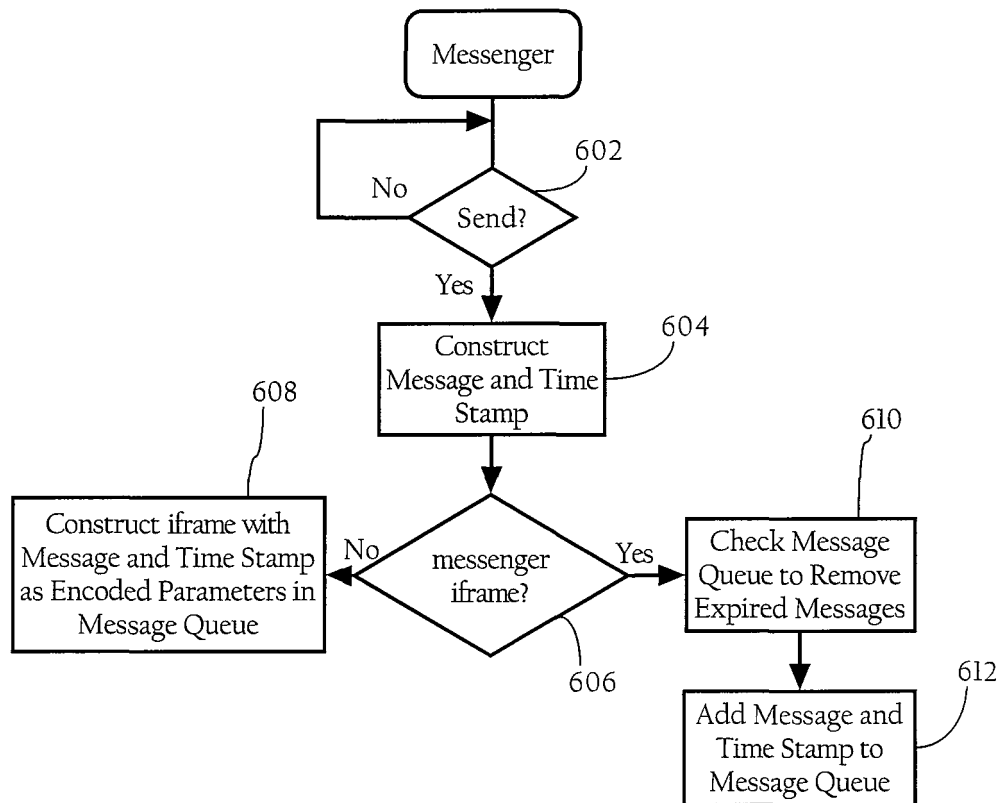 Messenger
602
No
Send?
Yes
604
Construct
Message and Time
Stamp
608
610
Construct iframe with
Message and Time Stamp
as Encoded Parameters in
Message Queue
No
messenger
iframe?
Yes
Check Message
Queue to Remove
Expired Messages
606
612
Add Message and
Time Stamp to
Message Queue